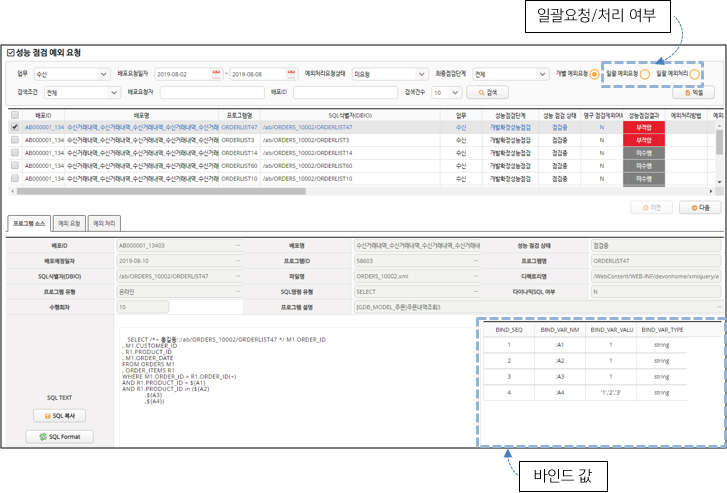 일괄요청/처리 여부
성능 점검 예외 요청
업무 수신 배포요청일자 2019-08-02 ~ 2019-08-08 예외처리요청상태 미요청 최종점검단계 전체 개별 예외요청 일괄 예외요청 일괄 예외처리
검색조건 전체 배포요청자 배포ID 검색건수 10 검색 엑셀
배포ID 배포명 프로그램명 SQL식별자(DBIO) 업무 성능점검단계 성능 점검 상태 영구 점검제외여부 성능점검결과 예외처리방법 예외
AB000001_134 수신거래내역_수신거래내역_수신거래내역_수신거래내역 ORDERLIST47 /ab/ORDERS_10002/ORDERLIST47 수신 개발확정성능점검 점검중 N 부적합
AB000001_134 수신거래내역_수신거래내역_수신거래내역_수신거래내역 ORDERLIST3 /ab/ORDERS_10002/ORDERLIST3 수신 개발확정성능점검 점검중 N 부적합
AB000001_134 수신거래내역_수신거래내역_수신거래내역_수신거래내역 ORDERLIST14 /ab/ORDERS_10002/ORDERLIST14 수신 개발확정성능점검 점검중 N 미수행
AB000001_134 수신거래내역_수신거래내역_수신거래내역_수신거래내역 ORDERLIST60 /ab/ORDERS_10002/ORDERLIST60 수신 개발확정성능점검 점검중 N 미수행
AB000001_134 수신거래내역_수신거래내역_수신거래내역_수신거래내역 ORDERLIST10 /ab/ORDERS_10002/ORDERLIST10 수신 개발확정성능점검 점검중 N 미수행
이전 다음
프로그램 소스 예외 요청 예외 처리
배포ID AB000001_13403 배포명 수신거래내역_수신거래내역_수신거래내역_수신거래내 성능 점검 상태 점검중
배포예정일자 2019-08-10 프로그램ID 58603 프로그램명 ORDERLIST47
SQL식별자(DBIO) /ab/ORDERS_10002/ORDERLIST47 파일명 ORDERS_10002.xml 디렉토리명 /WebContent/WEB-INF/devonhome/xmlquery/a
프로그램 유형 온라인 SQL명령 유형 SELECT 다이나믹SQL 여부 N
수행회차 10 프로그램 설명 [GDB_MODEL_주문]주문내역조회3
SELECT /*+ 홍길동::/ab/ORDERS_10002/ORDERLIST47 */ M1.ORDER_ID
, M1.CUSTOMER_ID
, R1.PRODUCT_ID
, M1.ORDER_DATE
FROM ORDERS M1
, ORDER_ITEMS R1
WHERE M1.ORDER_ID = R1.ORDER_ID(+)
AND R1.PRODUCT_ID = ${A1}
AND R1.PRODUCT_ID in (${A2}
,${A3}
,${A4})
SQL TEXT
SQL 복사
SQL Format
BIND_SEQ BIND_VAR_NM BIND_VAR_VALU BIND_VAR_TYPE
1 :A1 1 string
2 :A2 1 string
3 :A3 1 string
4 :A4 '1','2','3' string
바인드 값